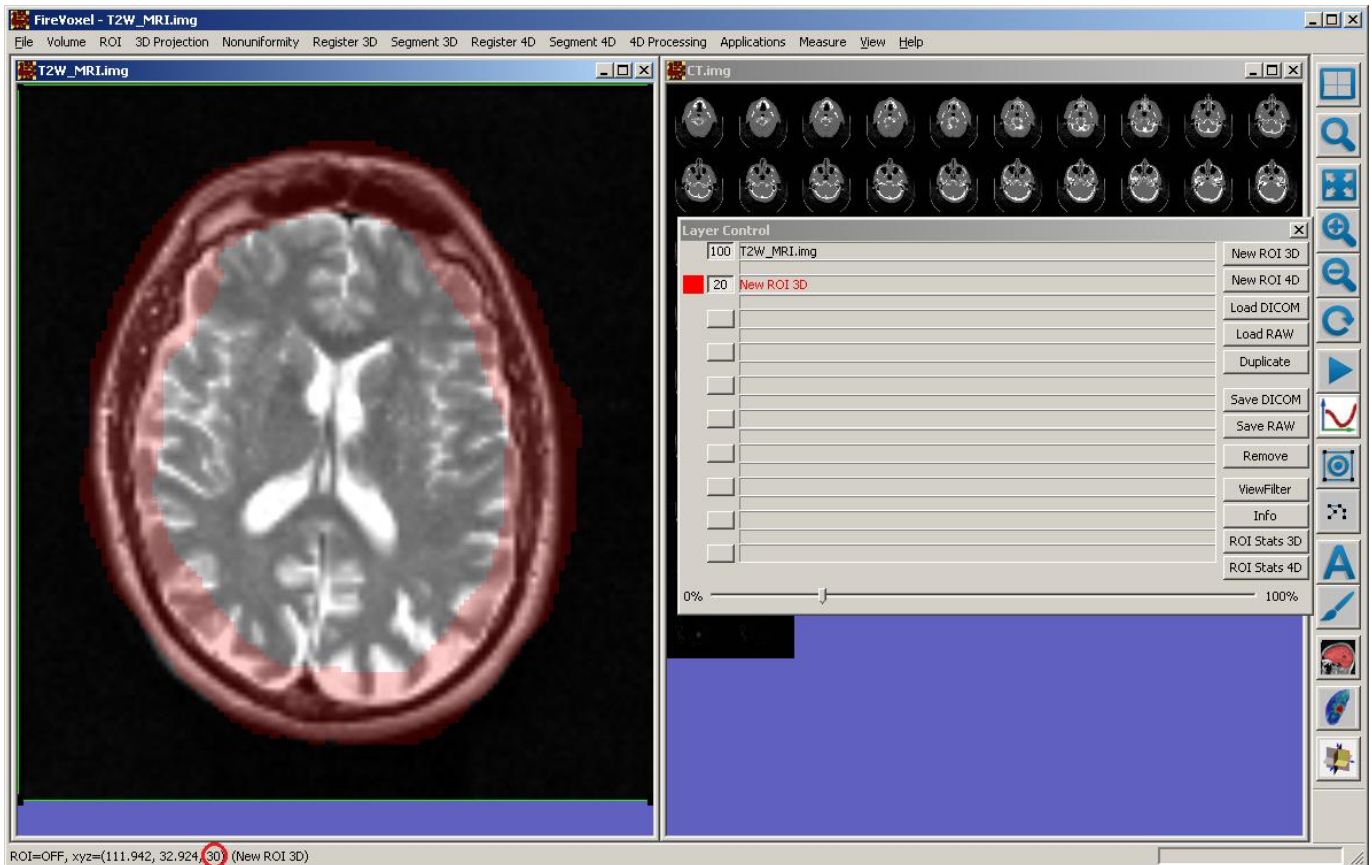 FireVoxel - T2W_MRI.img
File Volume ROI 3D Projection Nonuniformity Register 3D Segment 3D Register 4D Segment 4D 4D Processing Applications Measure View Help
T2W_MRI.img
CT.img
Layer Control
100 T2W_MRI.img
20 New ROI 3D
New ROI 3D
New ROI 4D
Load DICOM
Load RAW
Duplicate
Save DICOM
Save RAW
Remove
ViewFilter
Info
ROI Stats 3D
ROI Stats 4D
0% 100%
A
ROI=OFF, xyz=(111.942, 32.924, 30) (New ROI 3D)